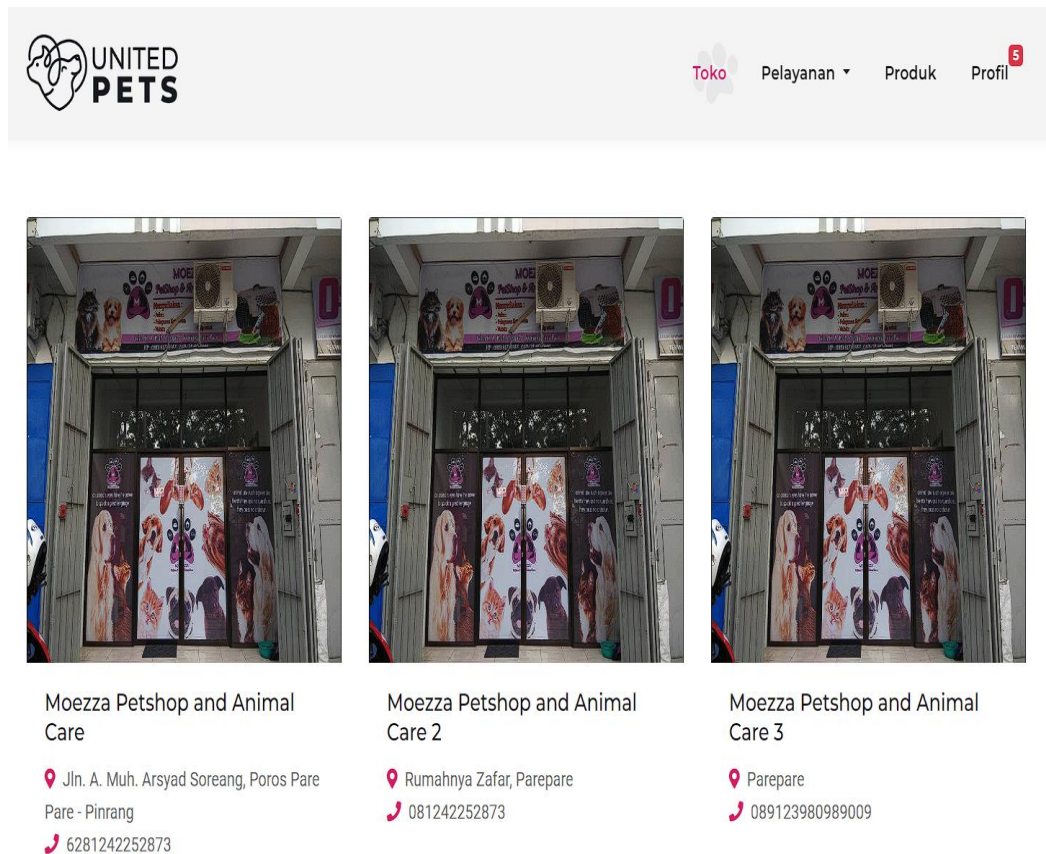 UNITED
PETS
Toko
Pelayanan
Produk
Profil
5
Moezza Petshop and Animal
Care
Jln. A. Muh. Arsyad Soreang, Poros Pare
Pare - Pinrang
6281242252873
Moezza Petshop and Animal
Care 2
Rumahnya Zafar, Parepare
081242252873
Moezza Petshop and Animal
Care 3
Parepare
089123980989009